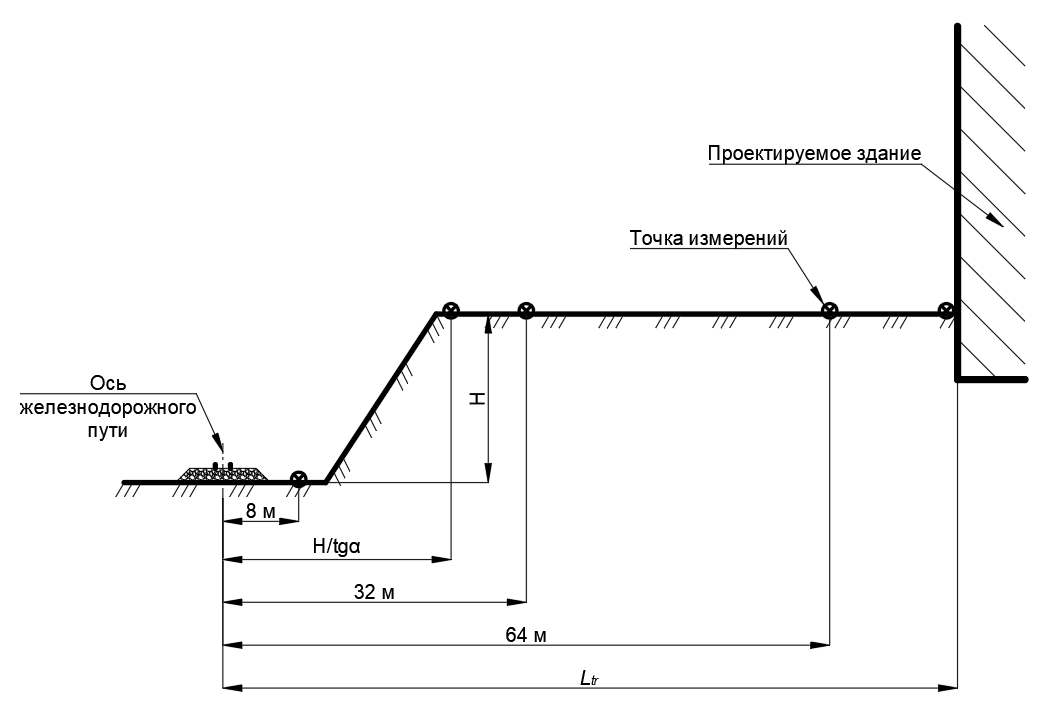 Проектируемое здание
Точка измерений
Ось
железнодорожного
пути
H
8 м
H/tgα
32 м
64 м
Ltr